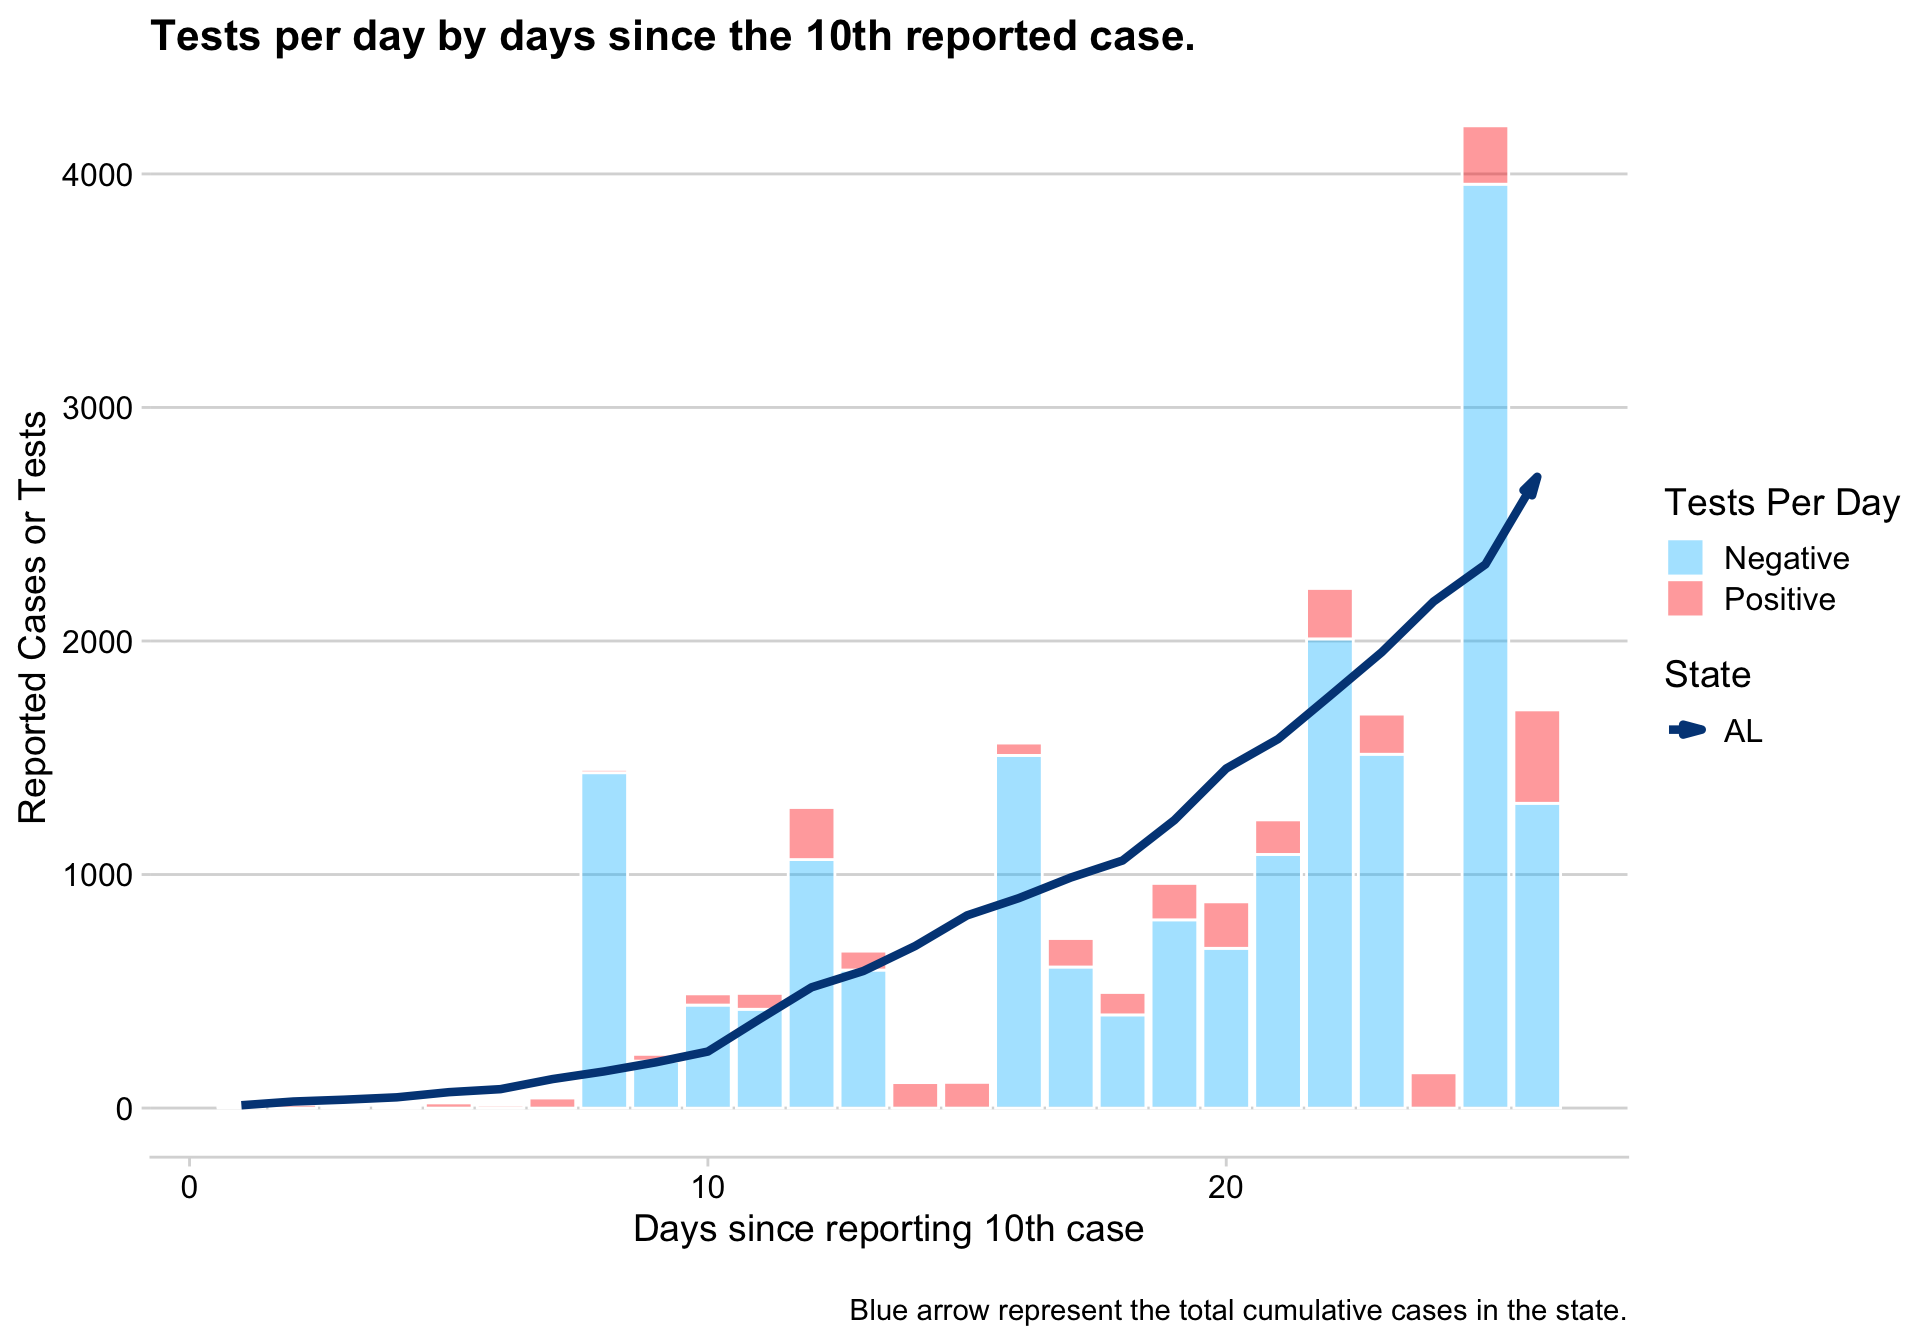 Tests per day by days since the 10th reported case.
Reported Cases or Tests
4000
3000
2000
1000
0
0 10 20
Days since reporting 10th case
Tests Per Day
Negative
Positive
State
AL
Blue arrow represent the total cumulative cases in the state.